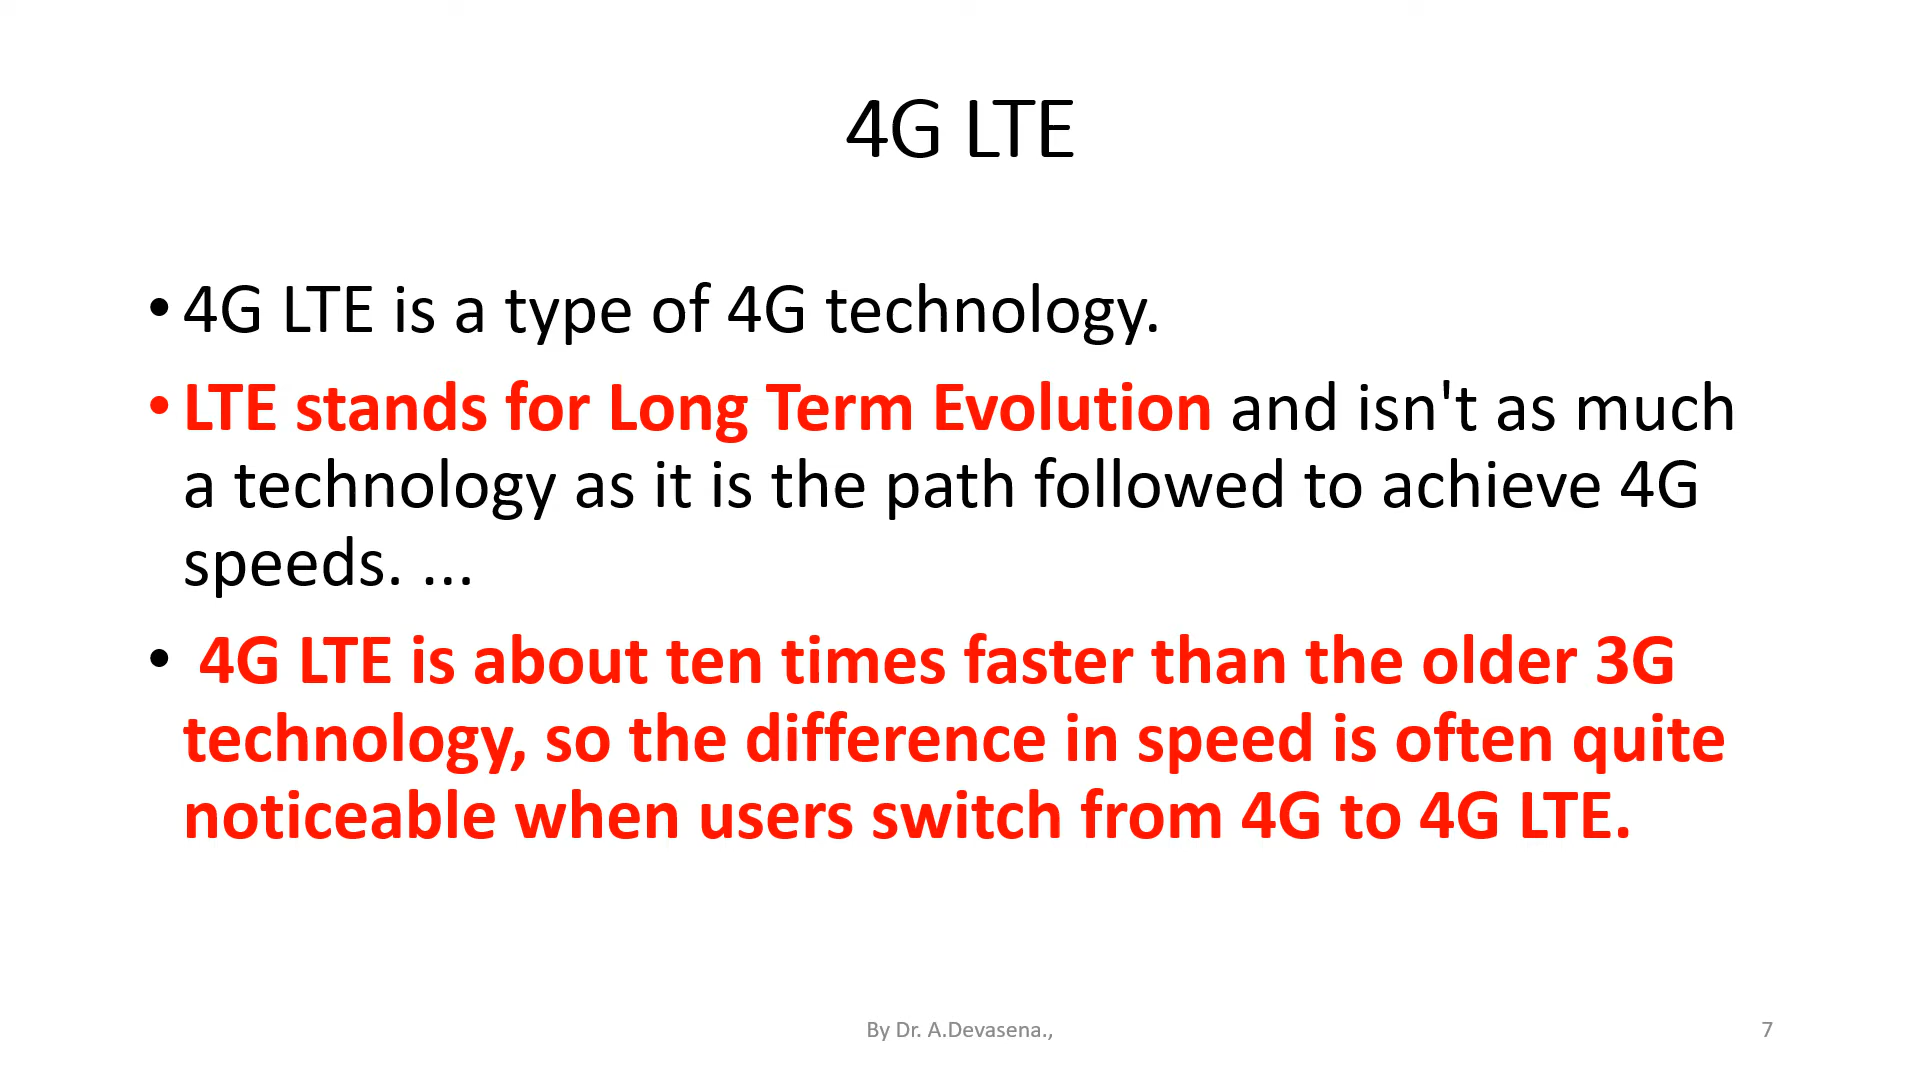 4G LTE
• 4G LTE is a type of 4G technology.
• LTE stands for Long Term Evolution and isn't as much
a technology as it is the path followed to achieve 4G
speeds. ...
• 4G LTE is about ten times faster than the older 3G
technology, so the difference in speed is often quite
noticeable when users switch from 4G to 4G LTE.
By Dr. A.Devasena.,
7